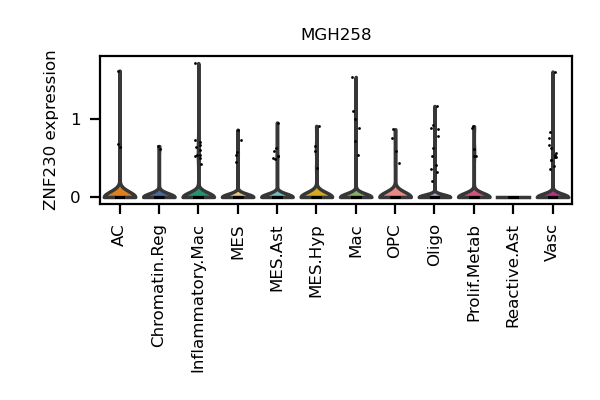 MGH258
ZNF230 expression
1
0
AC
Chromatin.Reg
Inflammatory.Mac
MES
MES.Ast
MES.Hyp
Mac
OPC
Oligo
Prolif.Metab
Reactive.Ast
Vasc